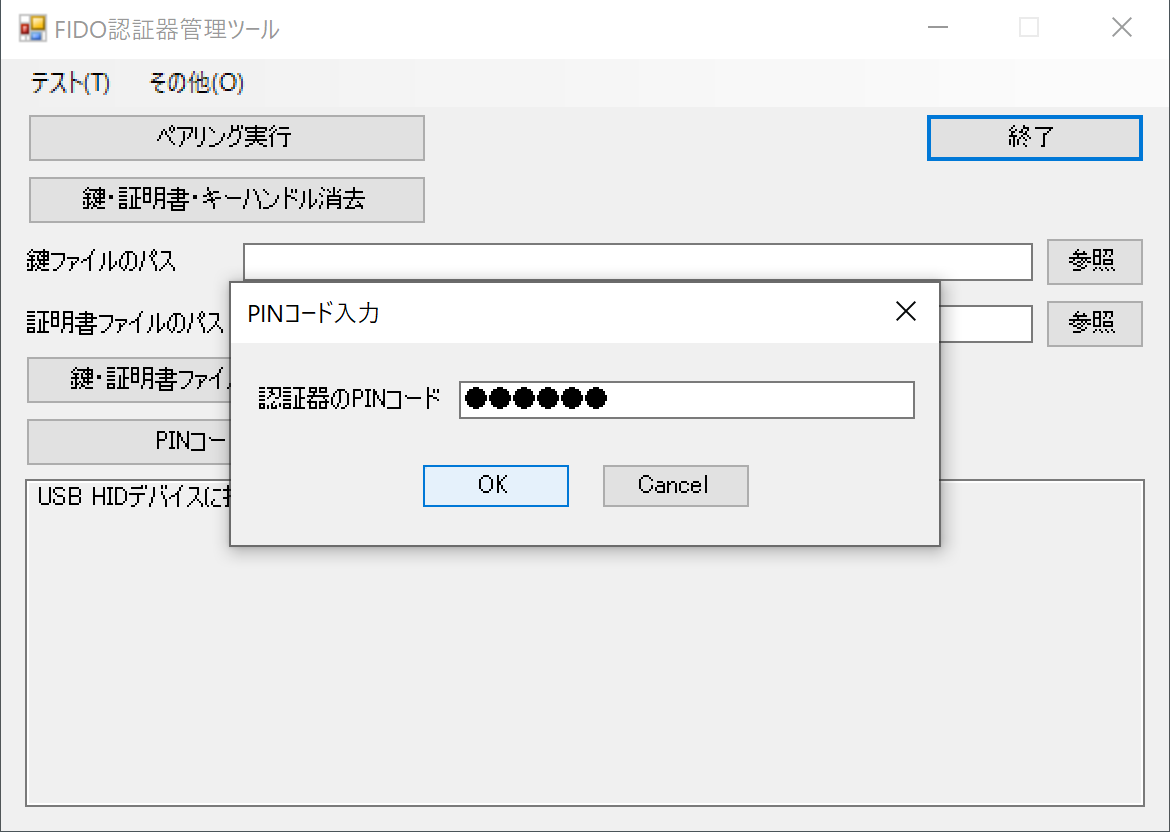 FIDO認証器管理ツール
テスト(T) その他(O)
ペアリング実行
終了
鍵・証明書・キーハンドル消去
鍵ファイルのパス
参照
証明書ファイルのパス
参照
鍵・証明書ファイ
PINコー
USB HIDデバイスに
PINコード入力
認証器のPINコード ●●●●●●
OK
Cancel